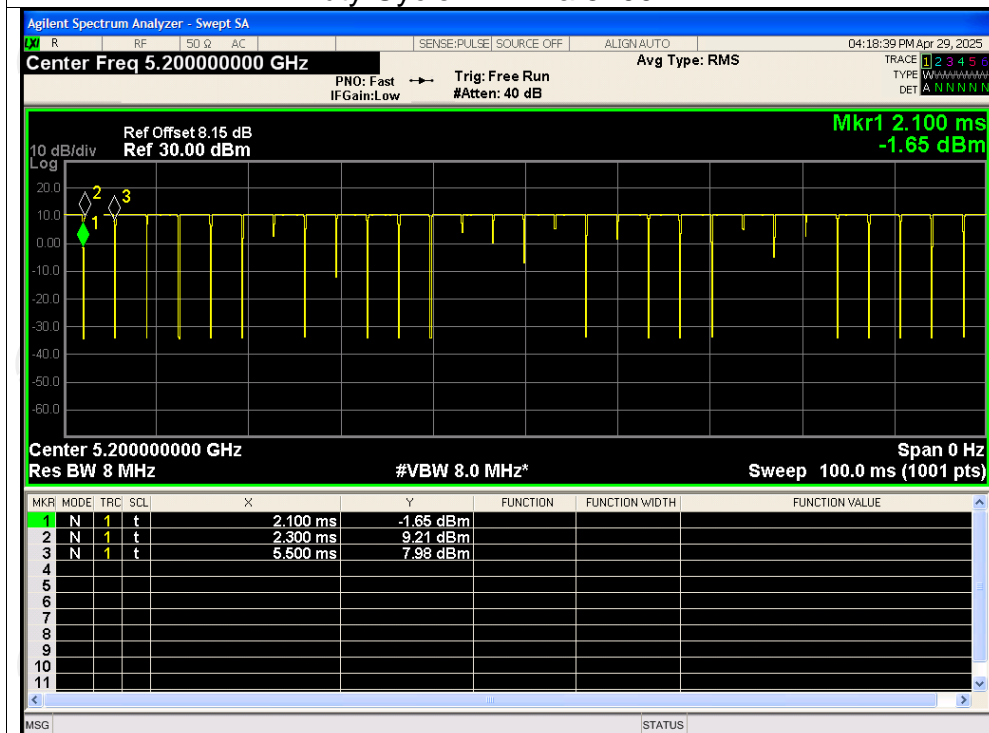 Agilent Spectrum Analyzer - Swept SA
LXI R RF 50 Ω AC SENSE:PULSE SOURCE OFF ALIGN AUTO 04:18:39 PM Apr 29, 2025
Center Freq 5.200000000 GHz Avg Type: RMS TRACE 1 2 3 4 5 6
PNO: Fast Trig: Free Run TYPE
IFGain:Low #Atten: 40 dB DET A N N N N N
Mkr1 2.100 ms
Ref Offset 8.15 dB
10 dB/div Ref 30.00 dBm -1.65 dBm
Log
20.0
2 3
10.0
1
0.00
-10.0
-20.0
-30.0
-40.0
-50.0
-60.0
Center 5.200000000 GHz Span 0 Hz
Res BW 8 MHz #VBW 8.0 MHz* Sweep 100.0 ms (1001 pts)
MKR MODE TRC SCL X Y FUNCTION FUNCTION WIDTH FUNCTION VALUE
1 N 1 t 2.100 ms -1.65 dBm
2 N 1 t 2.300 ms 9.21 dBm
3 N 1 t 5.500 ms 7.98 dBm
4
5
6
7
8
9
10
11
MSG STATUS